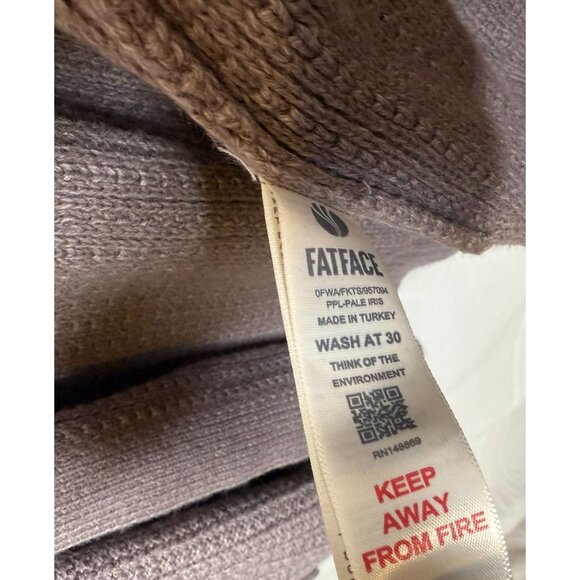 FATFACE
0FWA/FKTS/957094
PPL-PALE IRIS
MADE IN TURKEY
WASH AT 30
THINK OF THE
ENVIRONMENT
RN148669
KEEP
AWAY
FROM FIRE